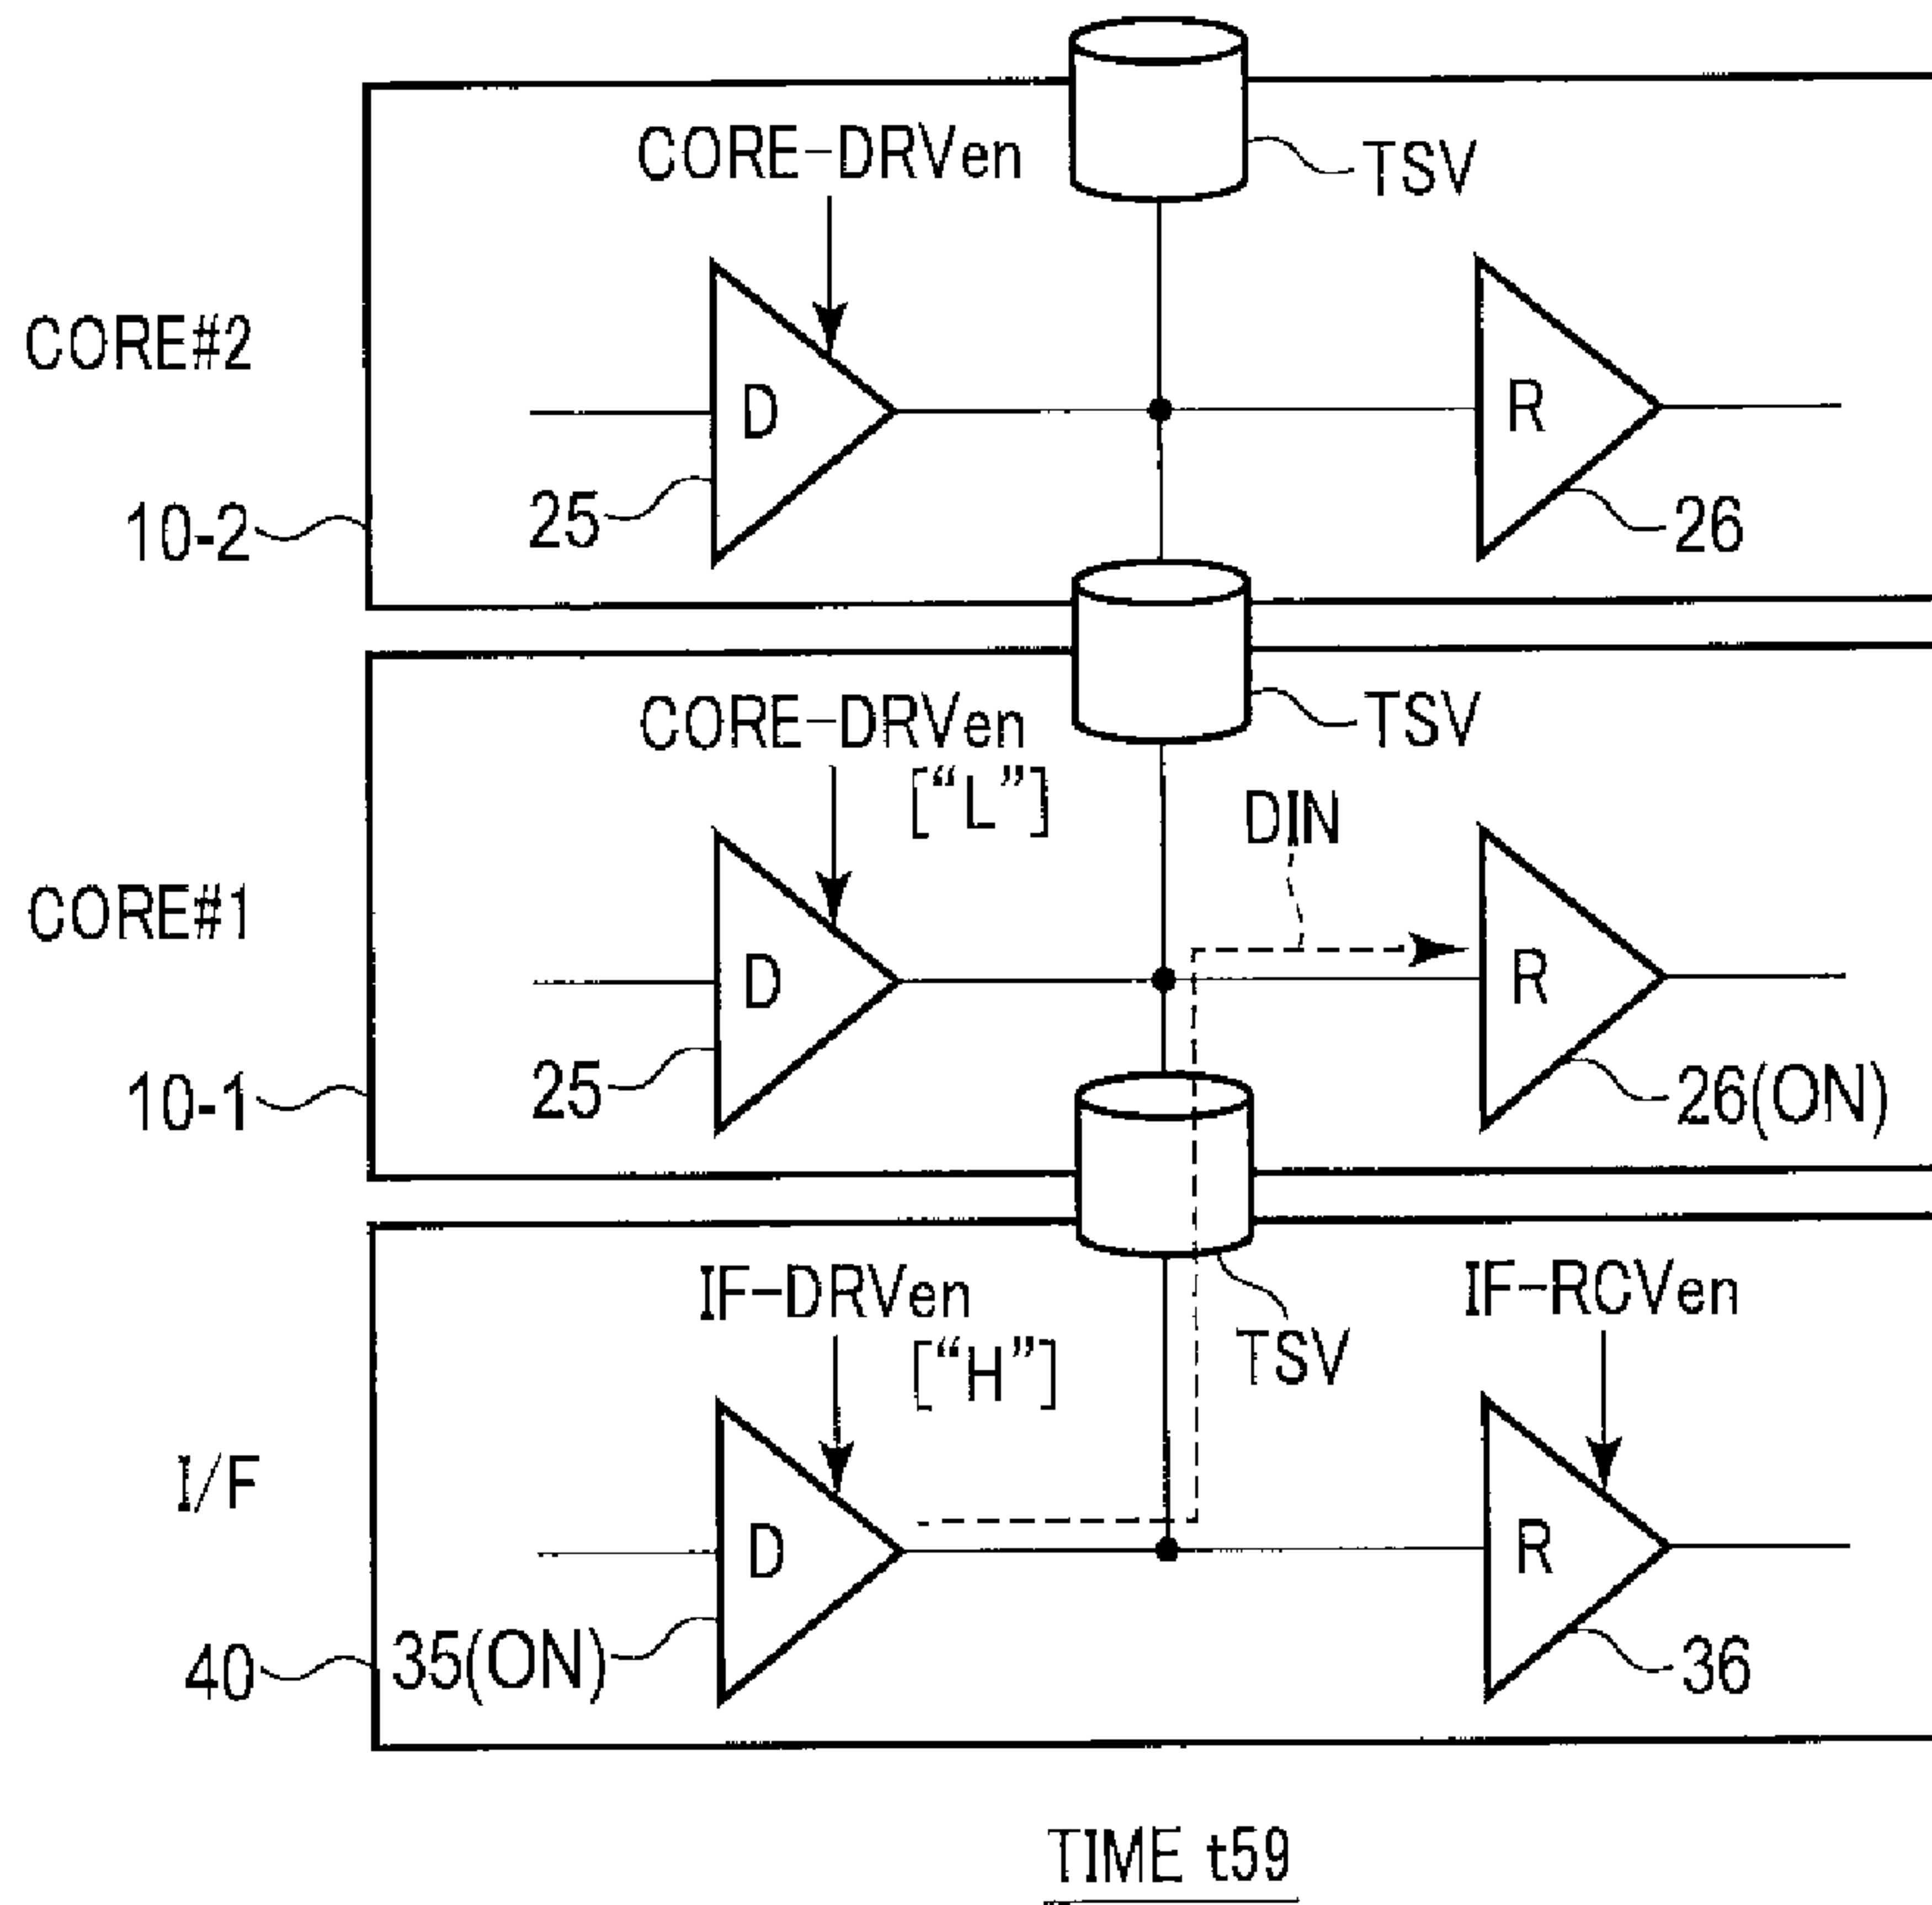 CORE-DRVen
TSV
CORE#2
D
R
25
26
10-2
CORE-DRVen
["L"]
TSV
DIN
CORE#1
D
R
25
26(ON)
10-1
IF-DRVen
["H"]
TSV
IF-RCVen
I/F
D
R
35(ON)
36
40
TIME t59